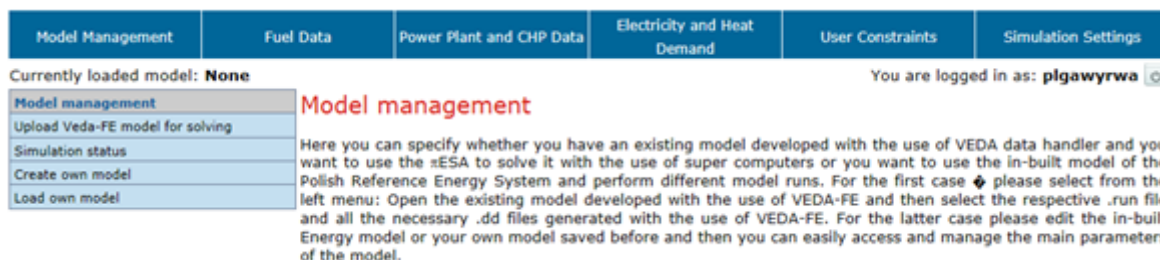 Model Management
Fuel Data
Power Plant and CHP Data
Electricity and Heat
Demand
User Constraints
Simulation Settings
Currently loaded model: None
You are logged in as: plgawyrwa
Model management
Upload Veda-FE model for solving
Simulation status
Create own model
Load own model
Model management
Here you can specify whether you have an existing model developed with the use of VEDA data handler and you
want to use the πESA to solve it with the use of super computers or you want to use the in-built model of the
Polish Reference Energy System and perform different model runs. For the first case � please select from the
left menu: Open the existing model developed with the use of VEDA-FE and then select the respective .run fil
and all the necessary .dd files generated with the use of VEDA-FE. For the latter case please edit the in-buil
Energy model or your own model saved before and then you can easily access and manage the main parameter
of the model.